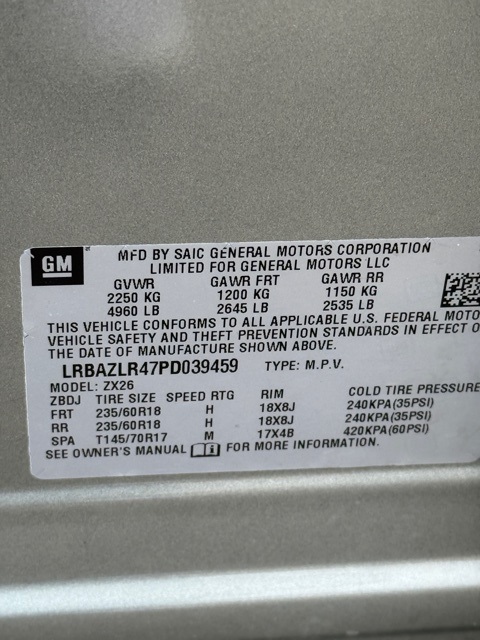 GM
MFD BY SAIC GENERAL MOTORS CORPORATION
LIMITED FOR GENERAL MOTORS LLC
GVWR GAWR FRT GAWR RR
2250 KG 1200 KG 1150 KG
4960 LB 2645 LB 2535 LB
THIS VEHICLE CONFORMS TO ALL APPLICABLE U.S. FEDERAL MOTO
VEHICLE SAFETY AND THEFT PREVENTION STANDARDS IN EFFECT O
THE DATE OF MANUFACTURE SHOWN ABOVE.
LRBAZLR47PD039459 TYPE: M.P.V.
MODEL: ZX26
ZBDJ TIRE SIZE SPEED RTG RIM COLD TIRE PRESSURE
FRT 235/60R18 H 18X8J 240KPA(35PSI)
RR 235/60R18 H 18X8J 240KPA(35PSI)
SPA T145/70R17 M 17X4B 420KPA(60PSI)
SEE OWNER'S MANUAL FOR MORE INFORMATION.